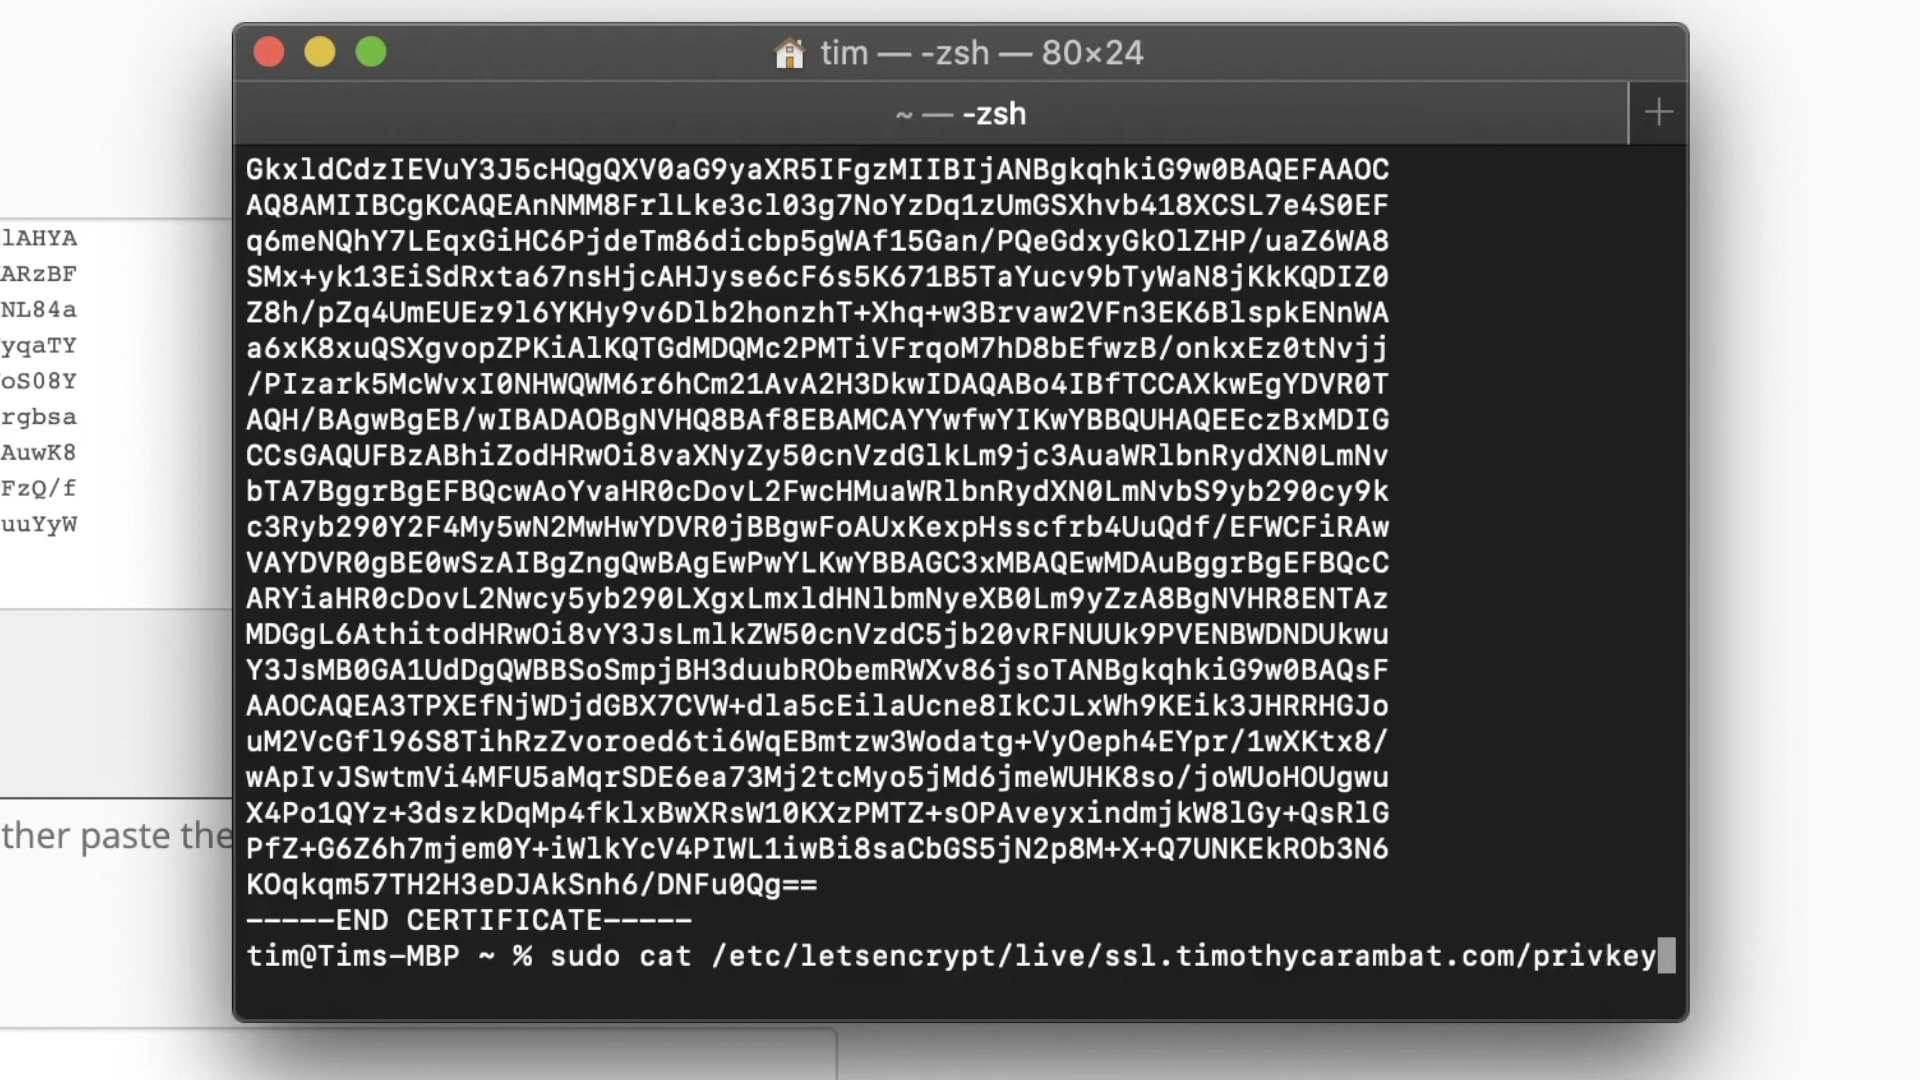 tim — -zsh — 80×24
~ — -zsh
lAHYA
ARzBF
NL84a
yqaTY
oS08Y
rgbsa
AuwK8
FzQ/f
uuYyW
ther paste the
GkxldCdzIEVuY3J5cHQgQXV0aG9yaXR5IFgzMIIBIjANBgkqhkiG9w0BAQEFAAOC
AQ8AMIIBCgKCAQEAnNMM8FrlLke3cl03g7NoYzDq1zUmGSXhvb418XCSL7e4S0EF
q6meNQhY7LEqxGiHC6PjdeTm86dicbp5gWAf15Gan/PQeGdxyGkOlZHP/uaZ6WA8
SMx+yk13EiSdRxta67nsHjcAHJyse6cF6s5K671B5TaYucv9bTyWaN8jKkKQDIZ0
Z8h/pZq4UmEUEz9l6YKHy9v6Dlb2honzhT+Xhq+w3Brvaw2VFn3EK6BlspkENnWA
a6xK8xuQSXgvopZPKiAlKQTGdMDQMc2PMTiVFrqoM7hD8bEfwzB/onkxEz0tNvjj
/PIzark5McWvxI0NHWQWM6r6hCm21AvA2H3DkwIDAQABo4IBfTCCAXkwEgYDVR0T
AQH/BAgwBgEB/wIBADAOBgNVHQ8BAf8EBAMCAYYwfwYIKwYBBQUHAQEEczBxMDIG
CCsGAQUFBzABhiZodHRwOi8vaXNyZy50cnVzdGlkLm9jc3AuaWRlbnRydXN0LmNv
bTA7BggrBgEFBQcwAoYvaHR0cDovL2FwcHMuaWRlbnRydXN0LmNvbS9yb290cy9k
c3Ryb290Y2F4My5wN2MwHwYDVR0jBBgwFoAUxKexpHsscfrb4UuQdf/EFWCFiRAw
VAYDVR0gBE0wSzAIBgZngQwBAgEwPwYLKwYBBAGC3xMBAQEwMDAuBggrBgEFBQcC
ARYiaHR0cDovL2Nwcy5yb290LXgxLmxldHNlbmNyeXB0Lm9yZzA8BgNVHR8ENTAz
MDGgL6AthitodHRwOi8vY3JsLmlkZW50cnVzdC5jb20vRFNUUk9PVENBWDNDUkwu
Y3JsMB0GA1UdDgQWBBSoSmpjBH3duubRObemRWXv86jsoTANBgkqhkiG9w0BAQsF
AAOCAQEA3TPXEfNjWDjdGBX7CVW+dla5cEilaUcne8IkCJLxWh9KEik3JHRRHGJo
uM2VcGfl96S8TihRzZvoroed6ti6WqEBmtzw3Wodatg+VyOeph4EYpr/1wXKtx8/
wApIvJSwtmVi4MFU5aMqrSDE6ea73Mj2tcMyo5jMd6jmeWUHK8so/joWUoHOUgwu
X4Po1QYz+3dszkDqMp4fklxBwXRsW10KXzPMTZ+sOPAveyxindmjkW8lGy+QsRlG
PfZ+G6Z6h7mjem0Y+iWlkYcV4PIWL1iwBi8saCbGS5jN2p8M+X+Q7UNKEkROb3N6
KOqkqm57TH2H3eDJAkSnh6/DNFu0Qg==
-----END CERTIFICATE-----
tim@Tims-MBP ~ % sudo cat /etc/letsencrypt/live/ssl.timothycarambat.com/privkey